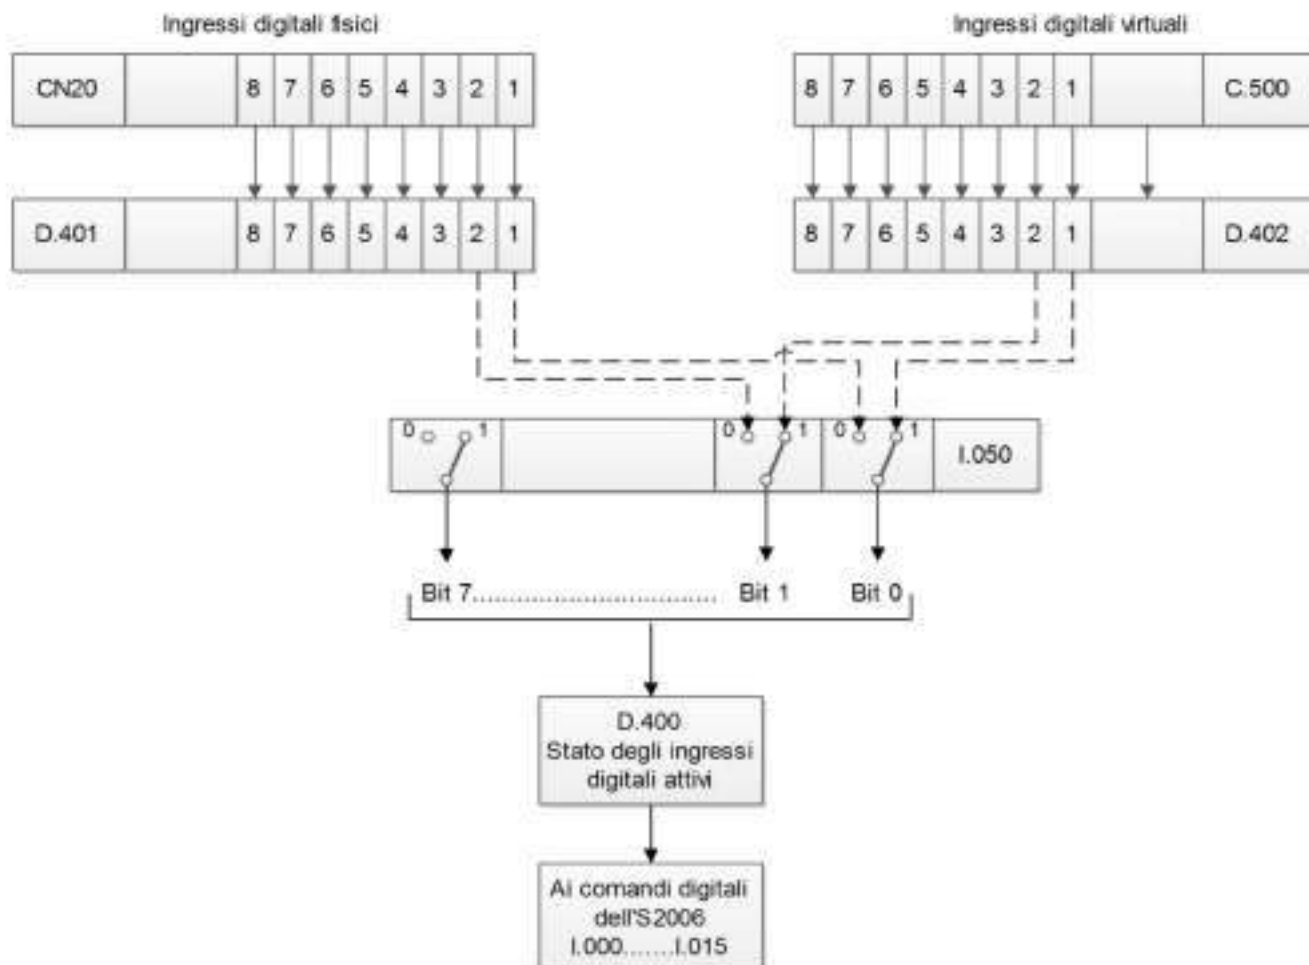 Ingressi digitali fisici
Ingressi digitali virtuali
CN20 8 7 6 5 4 3 2 1
8 7 6 5 4 3 2 1 C.500
D.401 8 7 6 5 4 3 2 1
8 7 6 5 4 3 2 1 D.402
0 1 0 1 0 1 I.050
Bit 7.................................. Bit 1 Bit 0
D.400
Stato degli ingressi
digitali attivi
Ai comandi digitali
dell'S2006
I.000.......I.015